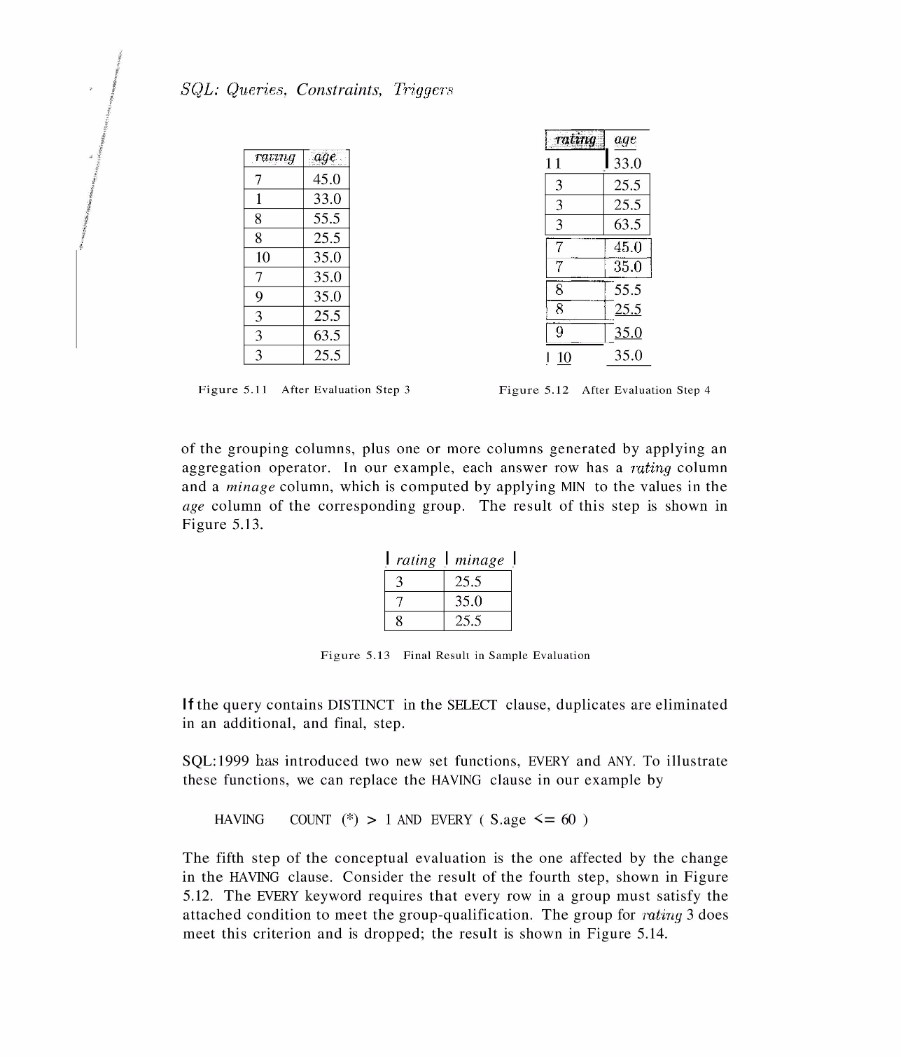 SQL: Queries, Constraints, Triggers
rating age
7 45.0
1 33.0
8 55.5
8 25.5
10 35.0
7 35.0
9 35.0
3 25.5
3 63.5
3 25.5
Figure 5.11 After Evaluation Step 3
rating age
11 33.0
3 25.5
3 25.5
3 63.5
7 45.0
7 35.0
8 55.5
8 25.5
9 35.0
10 35.0
Figure 5.12 After Evaluation Step 4
of the grouping columns, plus one or more columns generated by applying an
aggregation operator. In our example, each answer row has a rating column
and a minage column, which is computed by applying MIN to the values in the
age column of the corresponding group. The result of this step is shown in
Figure 5.13.
rating minage
3 25.5
7 35.0
8 25.5
Figure 5.13 Final Result in Sample Evaluation
If the query contains DISTINCT in the SELECT clause, duplicates are eliminated
in an additional, and final, step.
SQL:1999 has introduced two new set functions, EVERY and ANY. To illustrate
these functions, we can replace the HAVING clause in our example by
HAVING COUNT (*) > 1 AND EVERY ( S.age <= 60 )
The fifth step of the conceptual evaluation is the one affected by the change
in the HAVING clause. Consider the result of the fourth step, shown in Figure
5.12. The EVERY keyword requires that every row in a group must satisfy the
attached condition to meet the group-qualification. The group for rating 3 does
meet this criterion and is dropped; the result is shown in Figure 5.14.